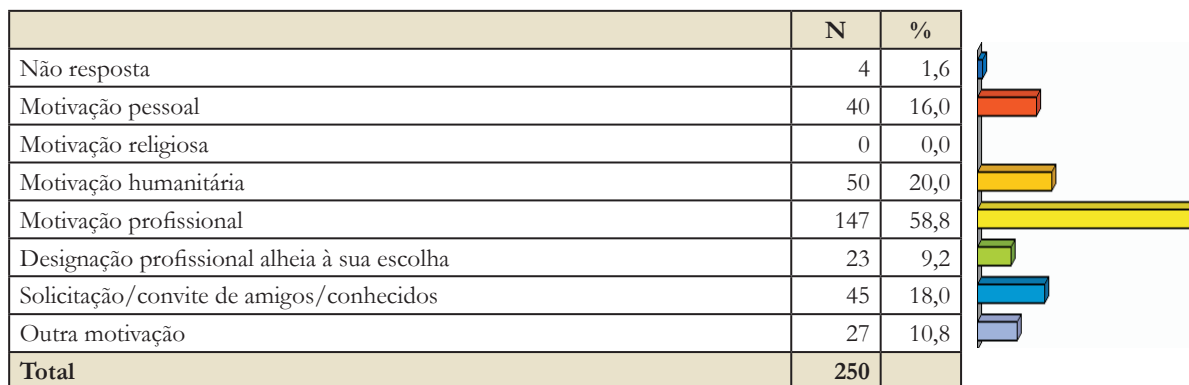 N %
Não resposta 4 1,6
Motivação pessoal 40 16,0
Motivação religiosa 0 0,0
Motivação humanitária 50 20,0
Motivação profissional 147 58,8
Designação profissional alheia à sua escolha 23 9,2
Solicitação/convite de amigos/conhecidos 45 18,0
Outra motivação 27 10,8
Total 250